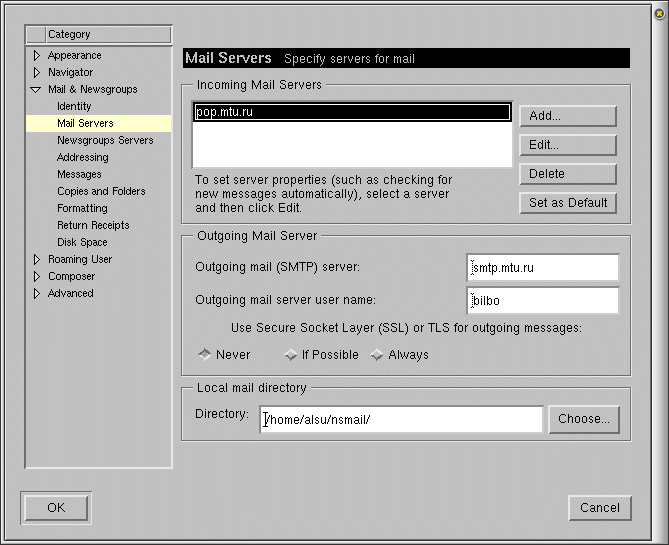 Category
Appearance
Navigator
Mail & Newsgroups
Identity
Mail Servers
Newsgroups Servers
Addressing
Messages
Copies and Folders
Formatting
Return Receipts
Disk Space
Roaming User
Composer
Advanced
Mail Servers Specify servers for mail
Incoming Mail Servers
pop.mtu.ru
Add...
Edit...
Delete
Set as Default
To set server properties (such as checking for
new messages automatically), select a server
and then click Edit.
Outgoing Mail Server
Outgoing mail (SMTP) server: smtp.mtu.ru
Outgoing mail server user name: bilbo
Use Secure Socket Layer (SSL) or TLS for outgoing messages:
Never If Possible Always
Local mail directory
Directory: /home/alsu/nsmail/ Choose...
OK Cancel